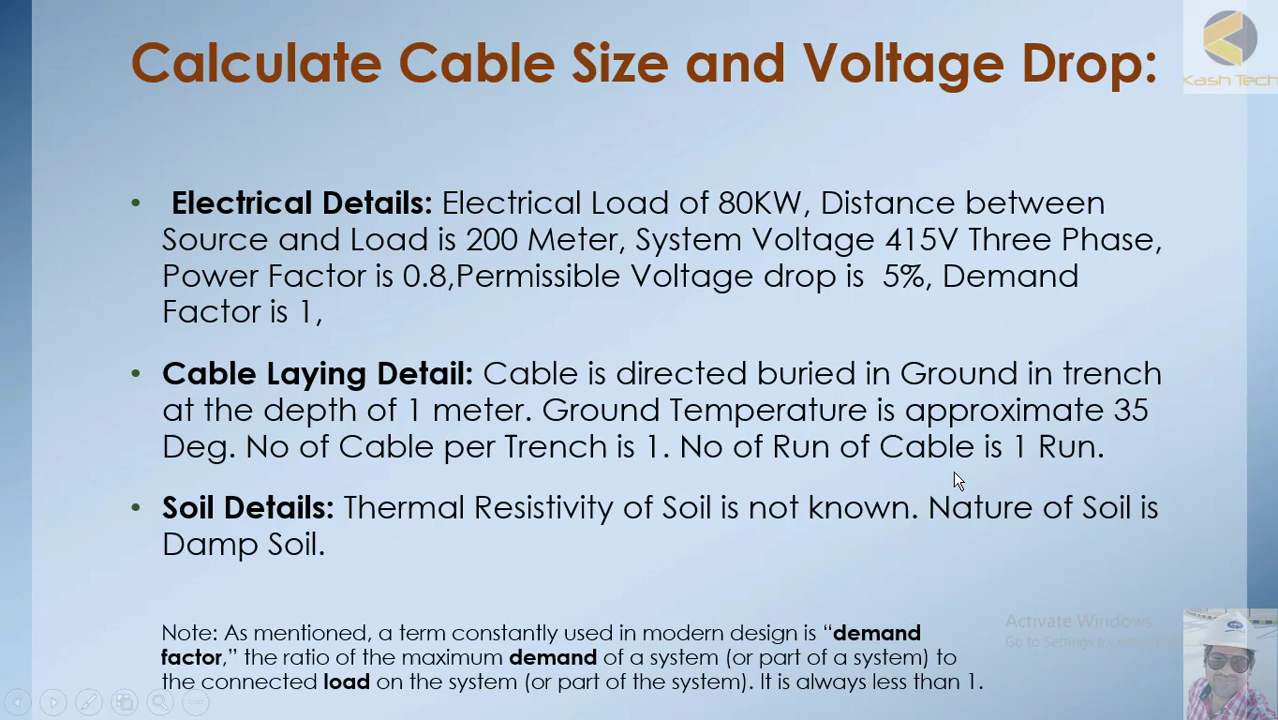 Calculate Cable Size and Voltage Drop:
Kash Tech
• Electrical Details: Electrical Load of 80KW, Distance between
Source and Load is 200 Meter, System Voltage 415V Three Phase,
Power Factor is 0.8,Permissible Voltage drop is 5%, Demand
Factor is 1,
• Cable Laying Detail: Cable is directed buried in Ground in trench
at the depth of 1 meter. Ground Temperature is approximate 35
Deg. No of Cable per Trench is 1. No of Run of Cable is 1 Run.
• Soil Details: Thermal Resistivity of Soil is not known. Nature of Soil is
Damp Soil.
Note: As mentioned, a term constantly used in modern design is “demand
factor,” the ratio of the maximum demand of a system (or part of a system) to
the connected load on the system (or part of the system). It is always less than 1.
Activate Windows
Go to Settings to